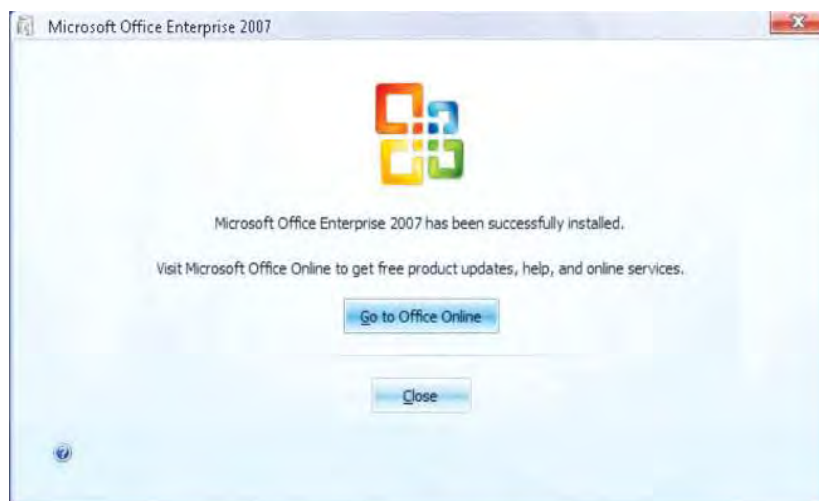 Microsoft Office Enterprise 2007
Microsoft Office Enterprise 2007 has been successfully installed.
Visit Microsoft Office Online to get free product updates, help, and online services.
Go to Office Online
Close